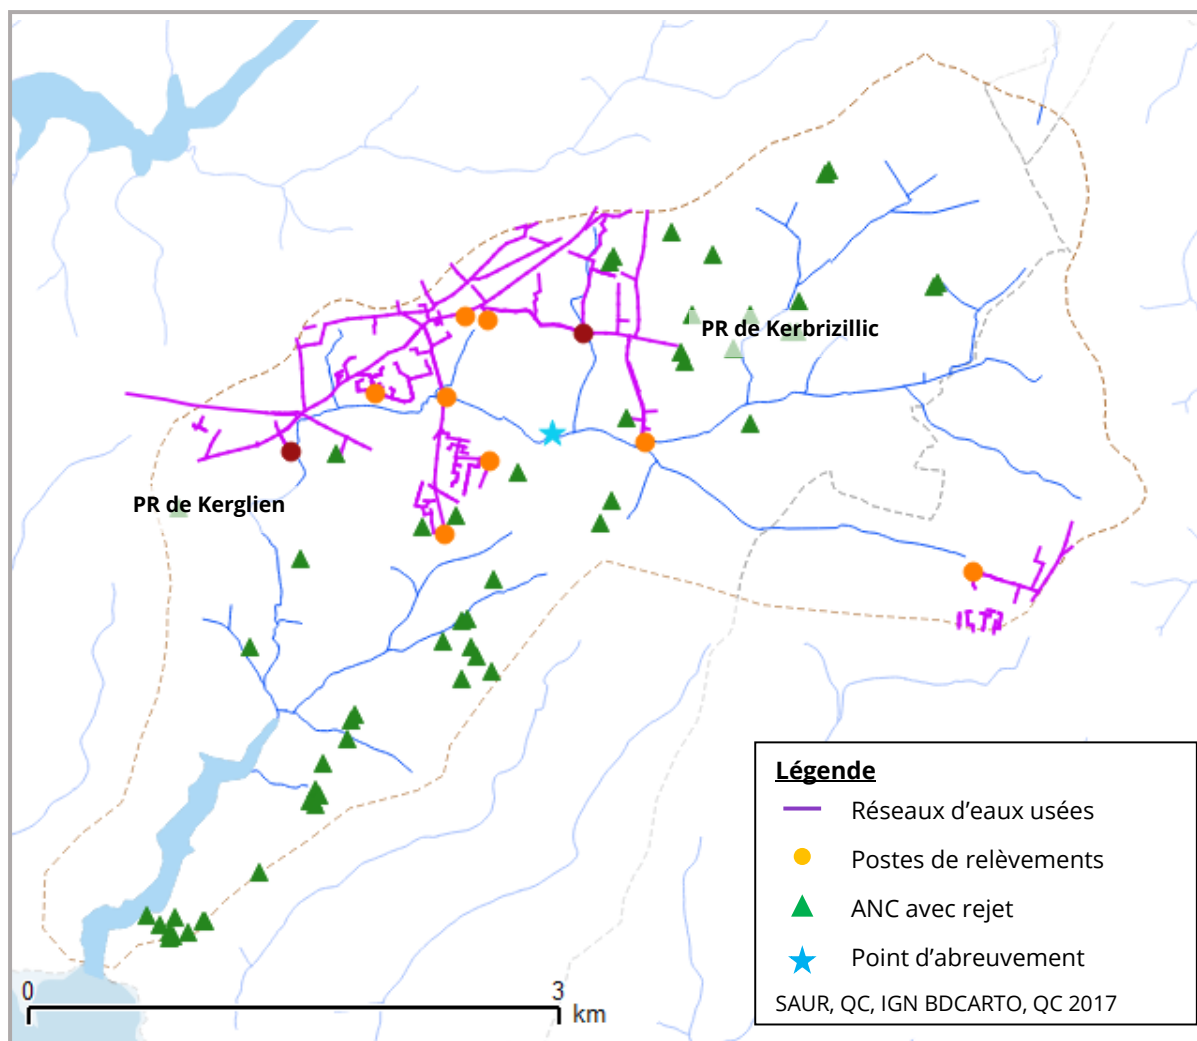 PR de Kerbrizillic
PR de Kerglien
Légende
Réseaux d'eaux usées
Postes de relèvements
ANC avec rejet
Point d'abreuvement
SAUR, QC, IGN BDCARTO, QC 2017
0 3
km